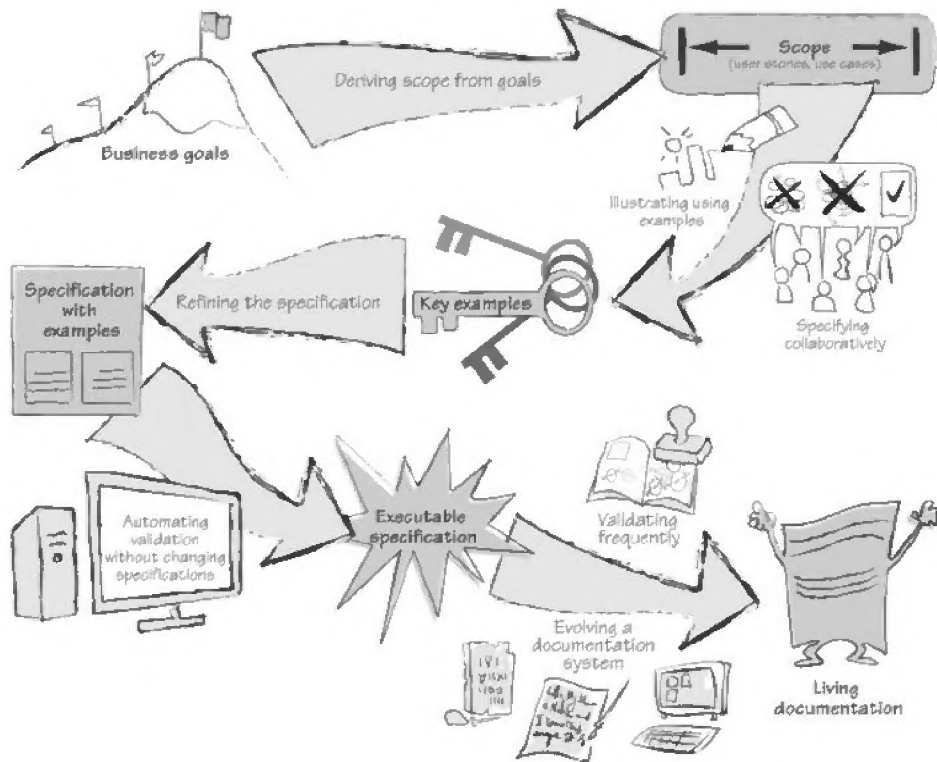 Business goals
Deriving scope from goals
Scope
(user stories, use cases)
Illustrating using
examples
Specifying
collaboratively
Key examples
Refining the specification
Specification
with
examples
Automating
validation
without changing
specifications
Executable
specification
Validating
frequently
Evolving a
documentation
system
Living
documentation